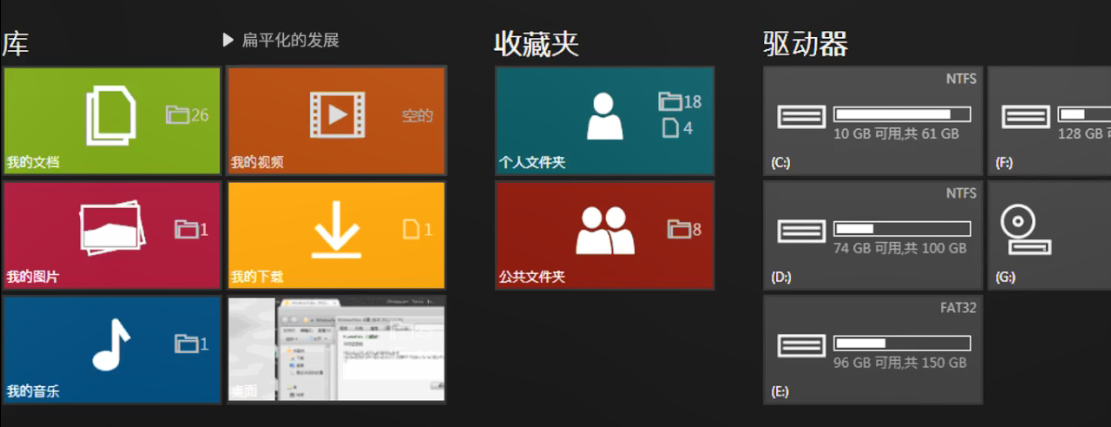 库
▶ 扁平化的发展
收藏夹
驱动器
26
我的文档
空的
我的视频
18
4
个人文件夹
NTFS
10 GB 可用,共 61 GB
(C:)
128 GB
(F:)
1
我的图片
1
我的下载
8
公共文件夹
NTFS
74 GB 可用,共 100 GB
(D:)
(G:)
1
我的音乐
桌面
FAT32
96 GB 可用,共 150 GB
(E:)